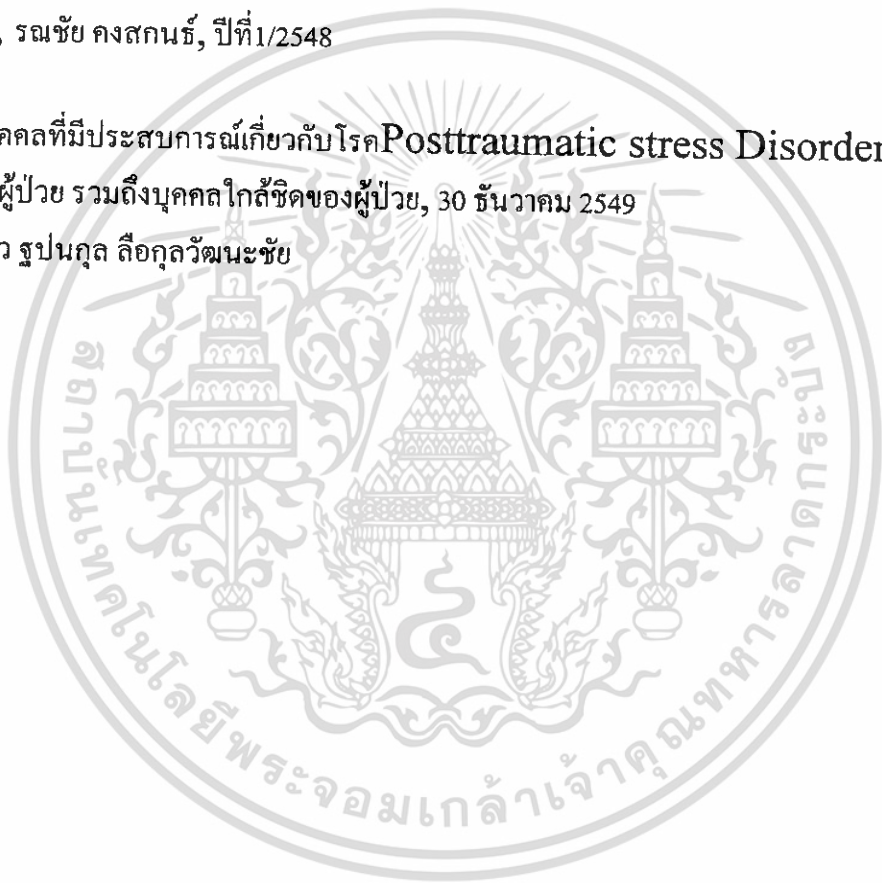 , รณชัย คงสกนธ์, ปีที่1/2548
คคลที่มีประสบการณ์เกี่ยวกับโรคPosttraumatic stress Disorder
ผู้ป่วย รวมถึงบุคคลใกล้ชิดของผู้ป่วย, 30 ธันวาคม 2549
ว ฐปนกุล ลือกุลวัฒนะชัย
สถาบันเทคโนโลยีพระจอมเกล้าเจ้าคุณทหารลาดกระบัง